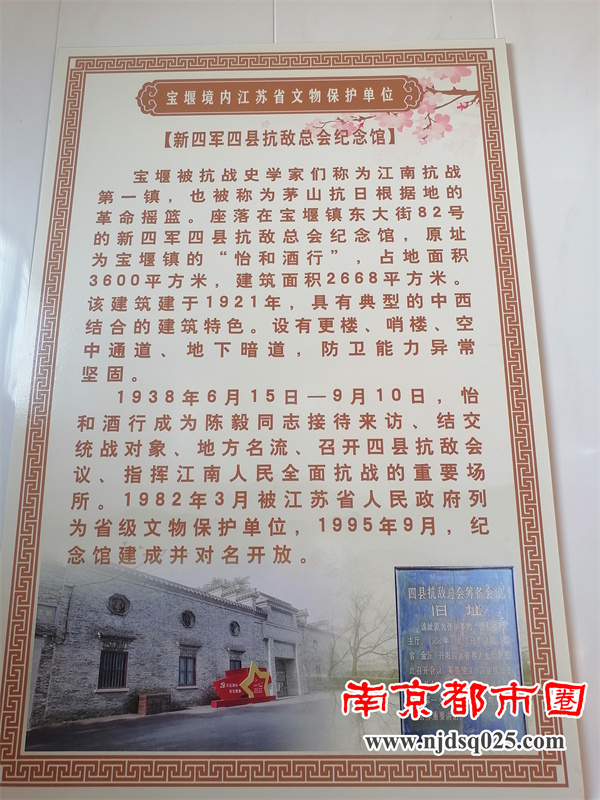 宝堰境内江苏省文物保护单位
【新四军四县抗敌总会纪念馆】
宝堰被抗战史学家们称为江南抗战
第一镇，也被称为茅山抗日根据地的
革命摇篮。座落在宝堰镇东大街82号
的新四军四县抗敌总会纪念馆，原址
为宝堰镇的“怡和酒行”，占地面积
3600平方米，建筑面积2668平方米。
该建筑建于1921年，具有典型的中西
结合的建筑特色。设有更楼、哨楼、空
中通道、地下暗道，防卫能力异常
坚固。
1938年6月15日—9月10日，怡
和酒行成为陈毅同志接待来访、结交
统战对象、地方名流、召开四县抗敌会
议、指挥江南人民全面抗战的重要场
所。1982年3月被江苏省人民政府列
为省级文物保护单位，1995年9月，纪
念馆建成并对名开放。
四县抗敌总会筹备会议
旧址
南京都市圈
www.njdsq025.com